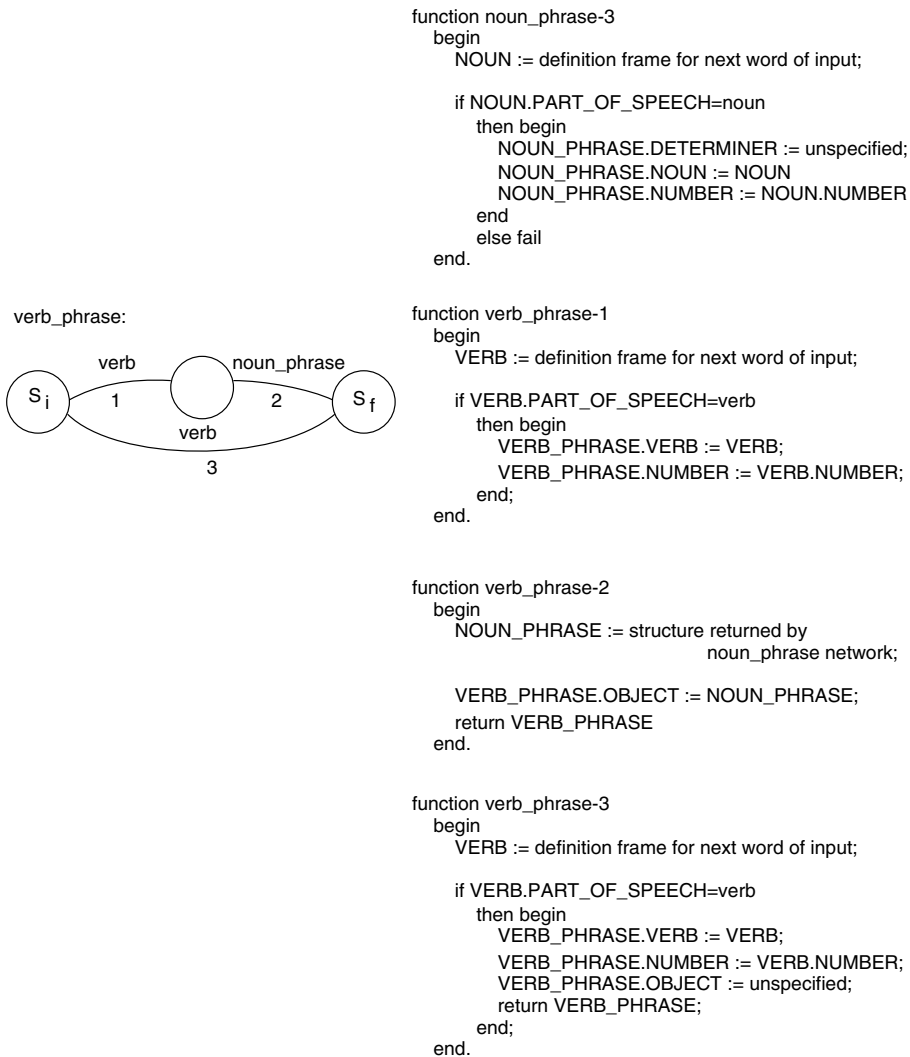 function noun_phrase-3
begin
NOUN := definition frame for next word of input;
if NOUN.PART_OF_SPEECH=noun
then begin
NOUN_PHRASE.DETERMINER := unspecified;
NOUN_PHRASE.NOUN := NOUN
NOUN_PHRASE.NUMBER := NOUN.NUMBER
end
else fail
end.
verb_phrase:
verb
noun_phrase
S i
1
2
S f
verb
3
function verb_phrase-1
begin
VERB := definition frame for next word of input;
if VERB.PART_OF_SPEECH=verb
then begin
VERB_PHRASE.VERB := VERB;
VERB_PHRASE.NUMBER := VERB.NUMBER;
end;
end.
function verb_phrase-2
begin
NOUN_PHRASE := structure returned by
noun_phrase network;
VERB_PHRASE.OBJECT := NOUN_PHRASE;
return VERB_PHRASE
end.
function verb_phrase-3
begin
VERB := definition frame for next word of input;
if VERB.PART_OF_SPEECH=verb
then begin
VERB_PHRASE.VERB := VERB;
VERB_PHRASE.NUMBER := VERB.NUMBER;
VERB_PHRASE.OBJECT := unspecified;
return VERB_PHRASE;
end;
end.